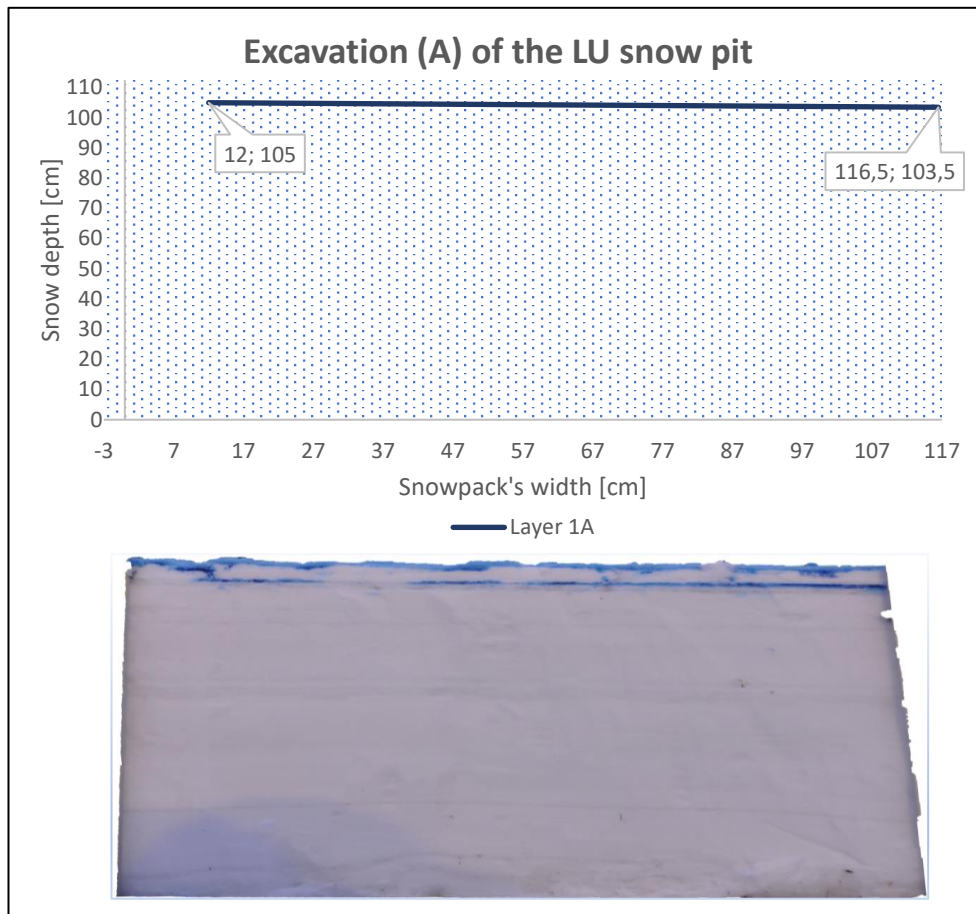 Excavation (A) of the LU snow pit
110
100
90
80
70
60
50
40
30
20
10
0
Snow depth [cm]
12; 105
116,5; 103,5
-3 7 17 27 37 47 57 67 77 87 97 107 117
Snowpack's width [cm]
Layer 1A